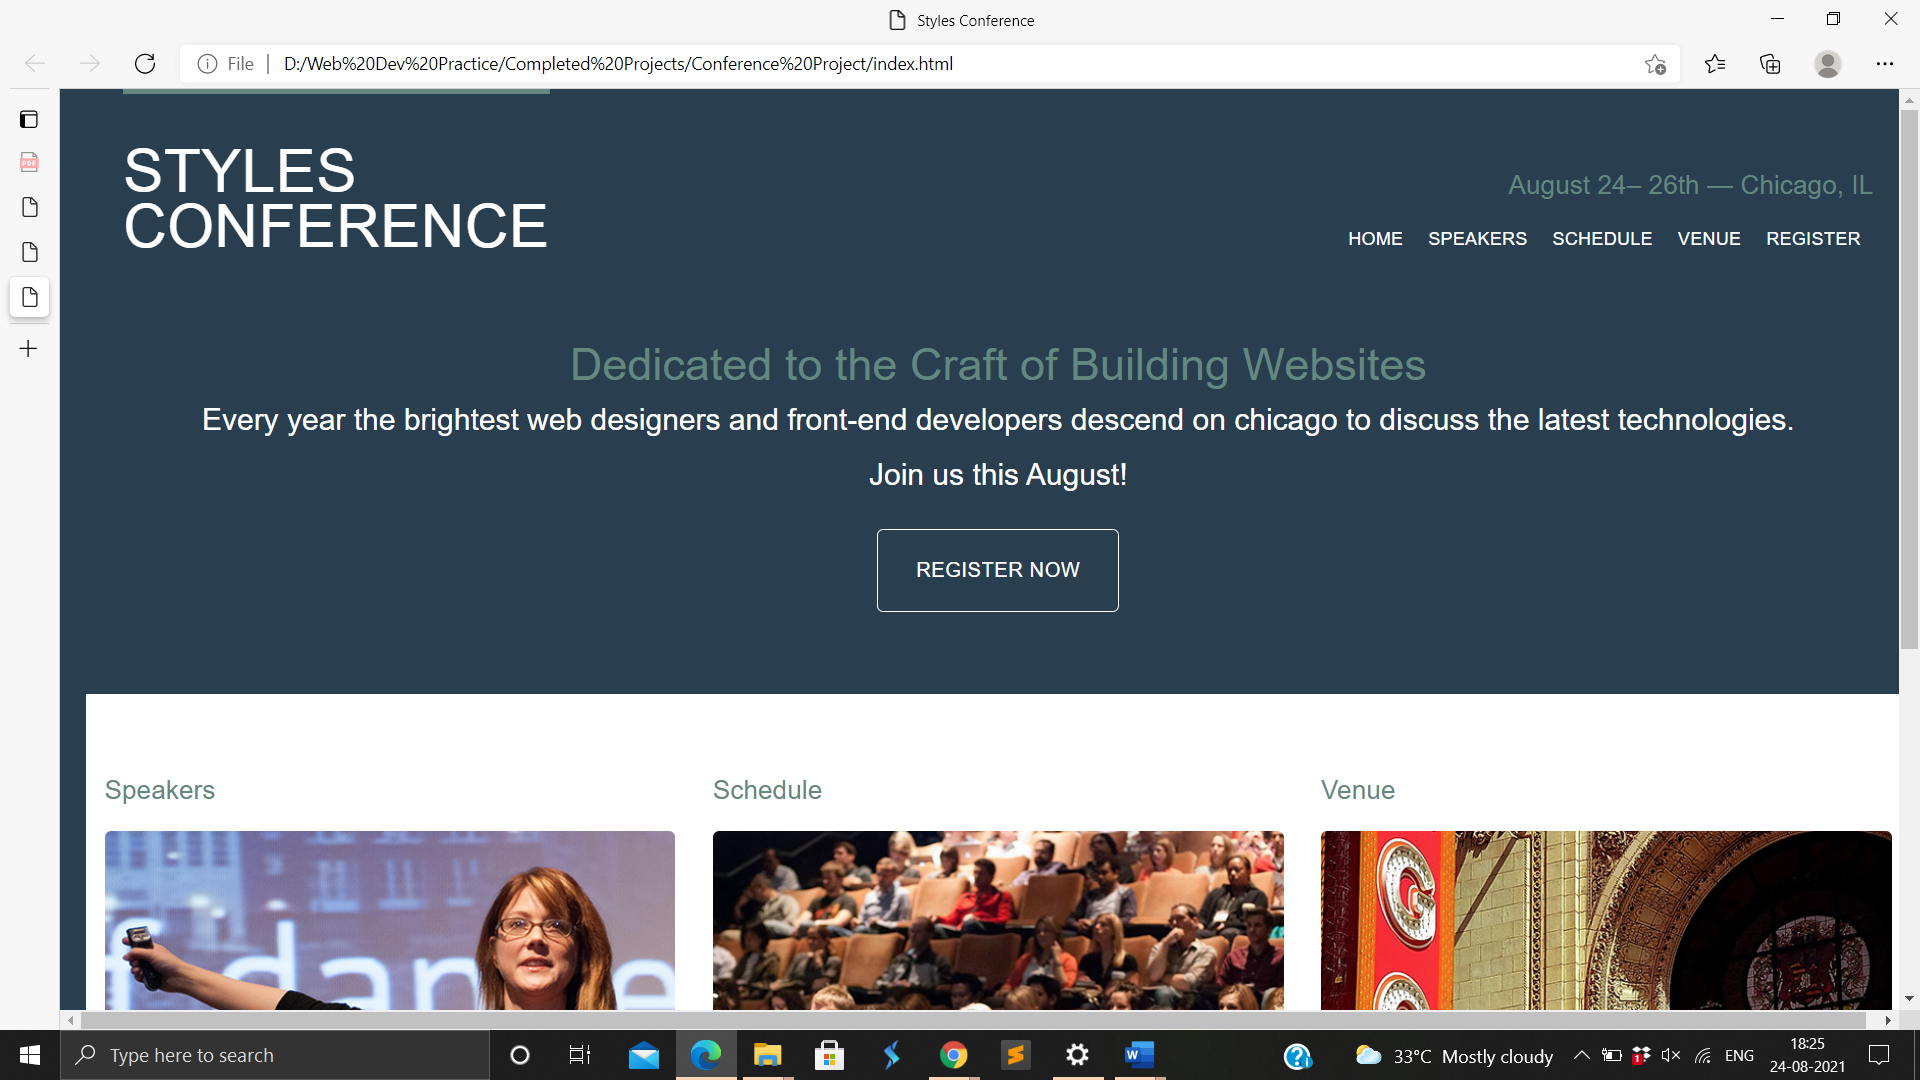 Styles Conference
File
D:/Web%20Dev%20Practice/Completed%20Projects/Conference%20Project/index.html
PDF
STYLES
CONFERENCE
August 24– 26th — Chicago, IL
HOME SPEAKERS SCHEDULE VENUE REGISTER
Dedicated to the Craft of Building Websites
Every year the brightest web designers and front-end developers descend on chicago to discuss the latest technologies.
Join us this August!
REGISTER NOW
Speakers
Schedule
Venue
f dan e
G
Type here to search
33°C Mostly cloudy
ENG
18:25
24-08-2021